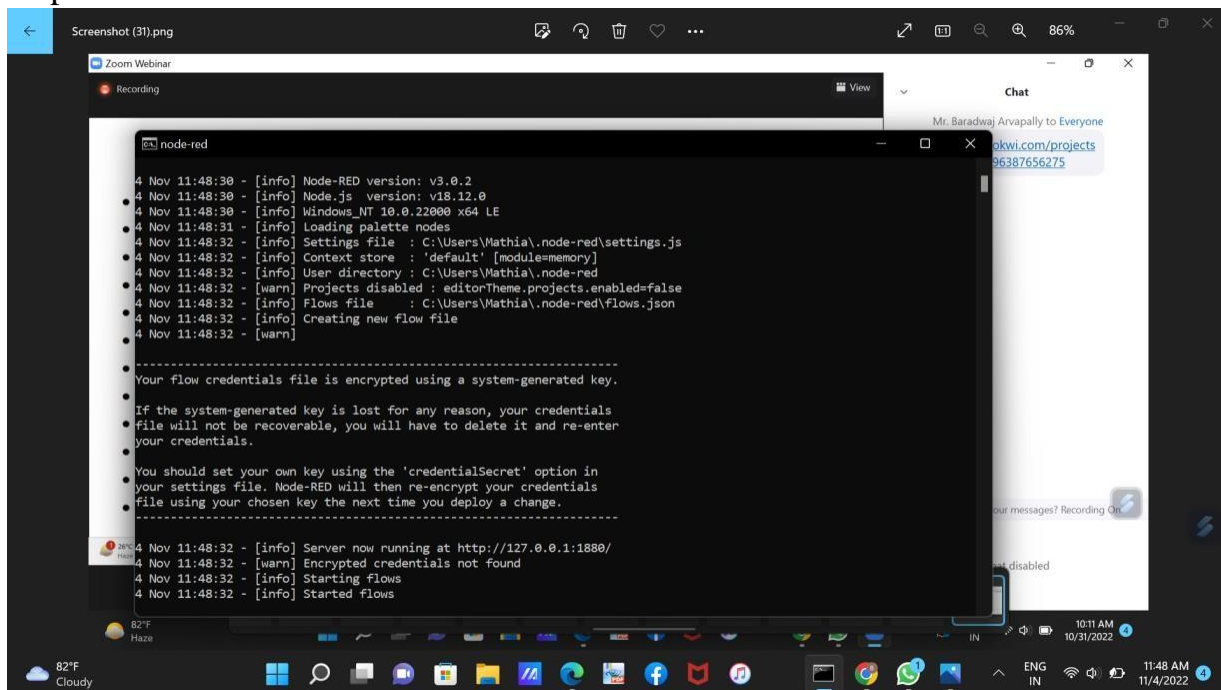 Screenshot (31).png
86%
Zoom Webinar
Recording
View
Chat
Mr. Baradwaj Arvapally to Everyone
okwi.com/projects
96387656275
node-red
4 Nov 11:48:30 - [info] Node-RED version: v3.0.2
4 Nov 11:48:30 - [info] Node.js  version: v18.12.0
4 Nov 11:48:30 - [info] Windows_NT 10.0.22000 x64 LE
4 Nov 11:48:31 - [info] Loading palette nodes
4 Nov 11:48:32 - [info] Settings file  : C:\Users\Mathia\.node-red\settings.js
4 Nov 11:48:32 - [info] Context store  : 'default' [module=memory]
4 Nov 11:48:32 - [info] User directory : C:\Users\Mathia\.node-red
4 Nov 11:48:32 - [warn] Projects disabled : editorTheme.projects.enabled=false
4 Nov 11:48:32 - [info] Flows file     : C:\Users\Mathia\.node-red\flows.json
4 Nov 11:48:32 - [info] Creating new flow file
4 Nov 11:48:32 - [warn]
---------------------------------------------------------------------
Your flow credentials file is encrypted using a system-generated key.
If the system-generated key is lost for any reason, your credentials
file will not be recoverable, you will have to delete it and re-enter
your credentials.
You should set your own key using the 'credentialSecret' option in
your settings file. Node-RED will then re-encrypt your credentials
file using your chosen key the next time you deploy a change.
---------------------------------------------------------------------
4 Nov 11:48:32 - [info] Server now running at http://127.0.0.1:1880/
4 Nov 11:48:32 - [warn] Encrypted credentials not found
4 Nov 11:48:32 - [info] Starting flows
4 Nov 11:48:32 - [info] Started flows
our messages? Recording On
disabled
26°C
Haze
82°F
Haze
IN
10:11 AM
10/31/2022
4
82°F
Cloudy
ENG
IN
11:48 AM
11/4/2022
4